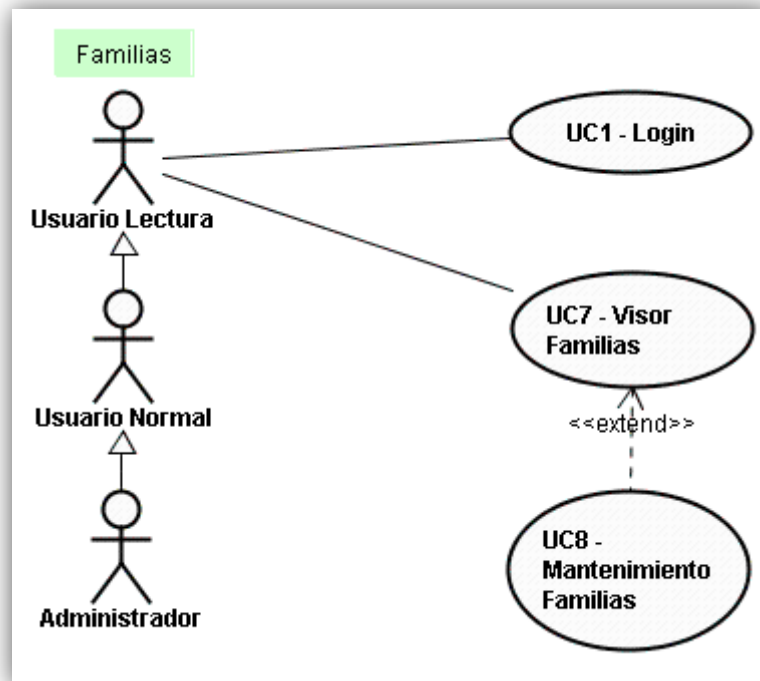 Familias
Usuario Lectura
Usuario Normal
Administrador
UC1 - Login
UC7 - Visor
Familias
<<extend>>
UC8 -
Mantenimiento
Familias